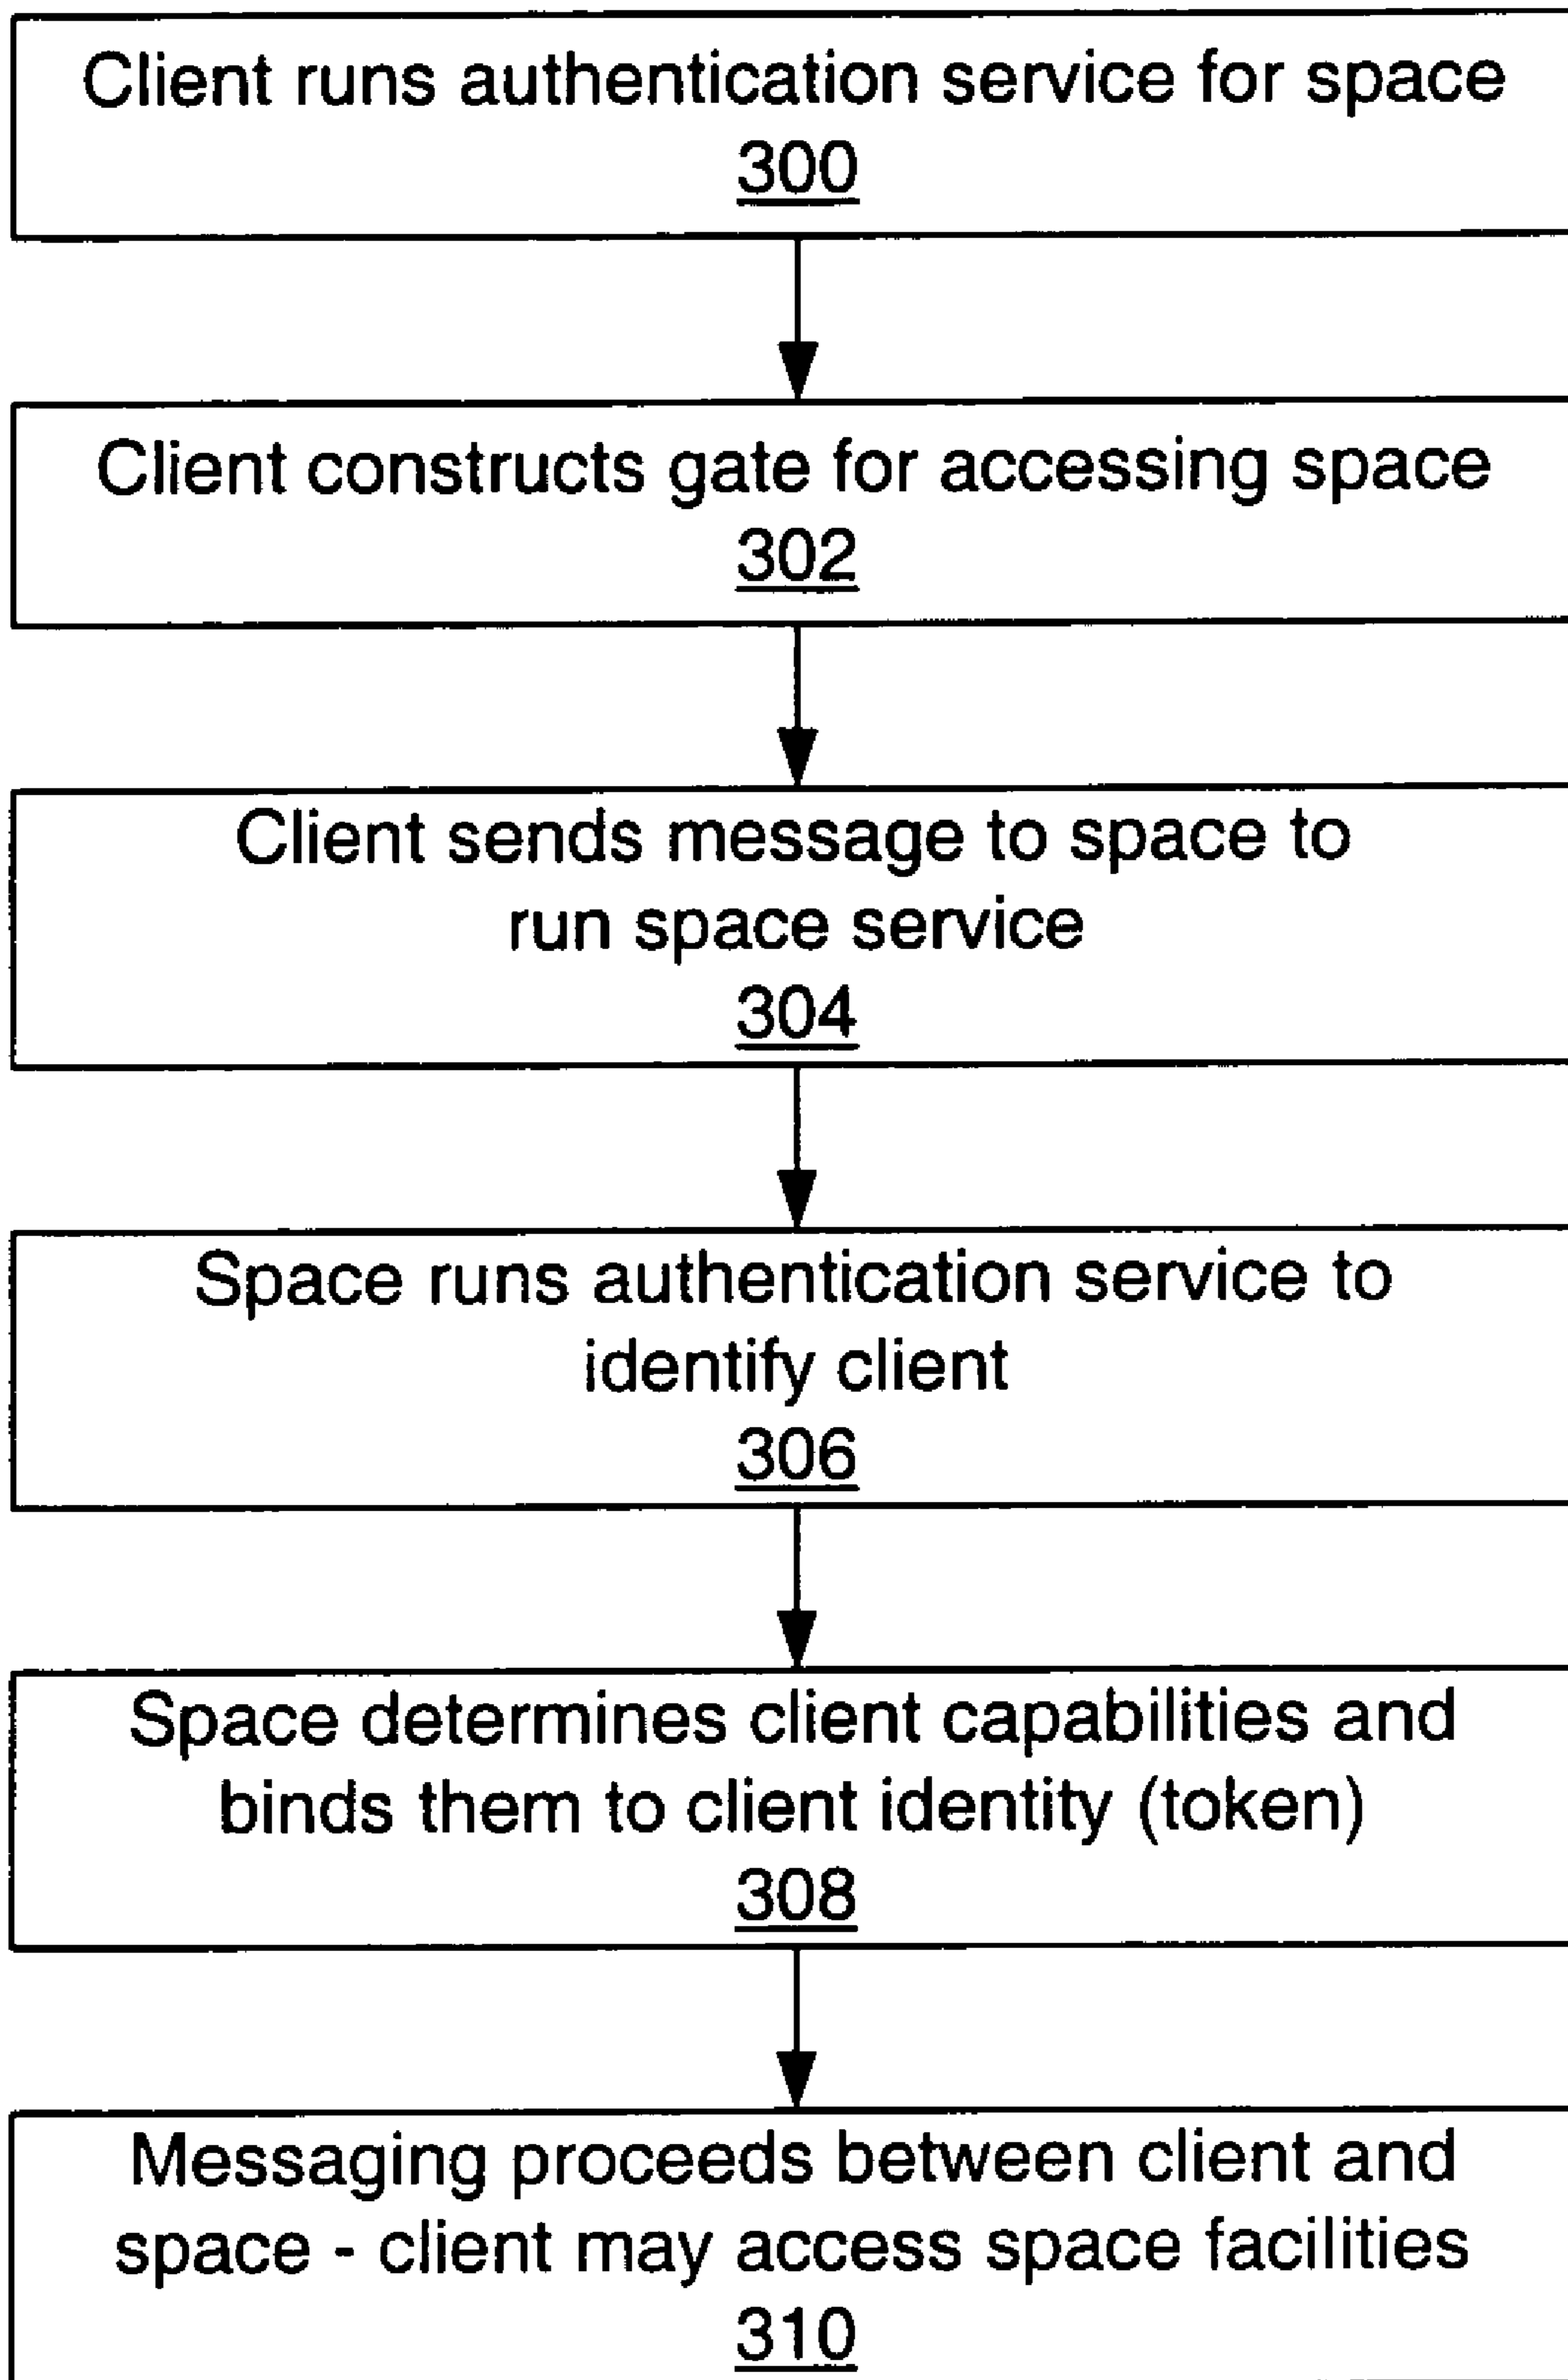 Client runs authentication service for space
300
Client constructs gate for accessing space
302
Client sends message to space to
run space service
304
Space runs authentication service to
identify client
306
Space determines client capabilities and
binds them to client identity (token)
308
Messaging proceeds between client and
space - client may access space facilities
310